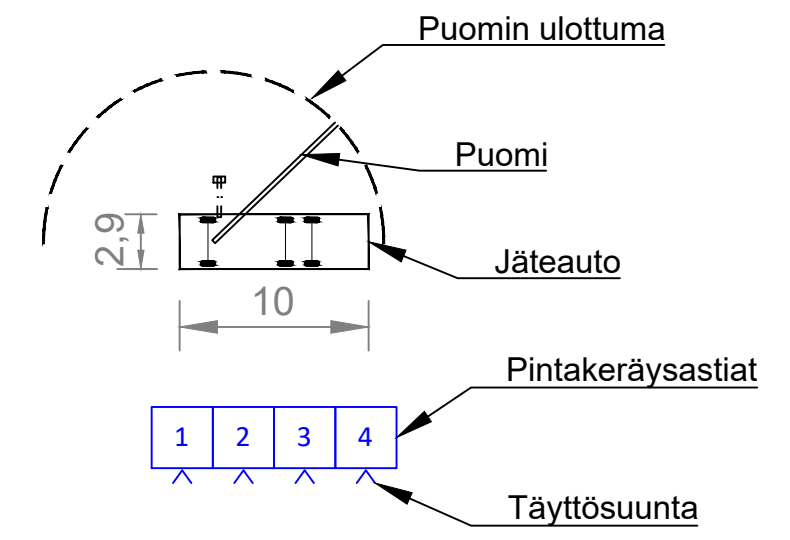 Puomin ulottuma
Puomi
2,9
Jäteauto
10
Pintakeräysastiat
1 2 3 4
Täyttösuunta